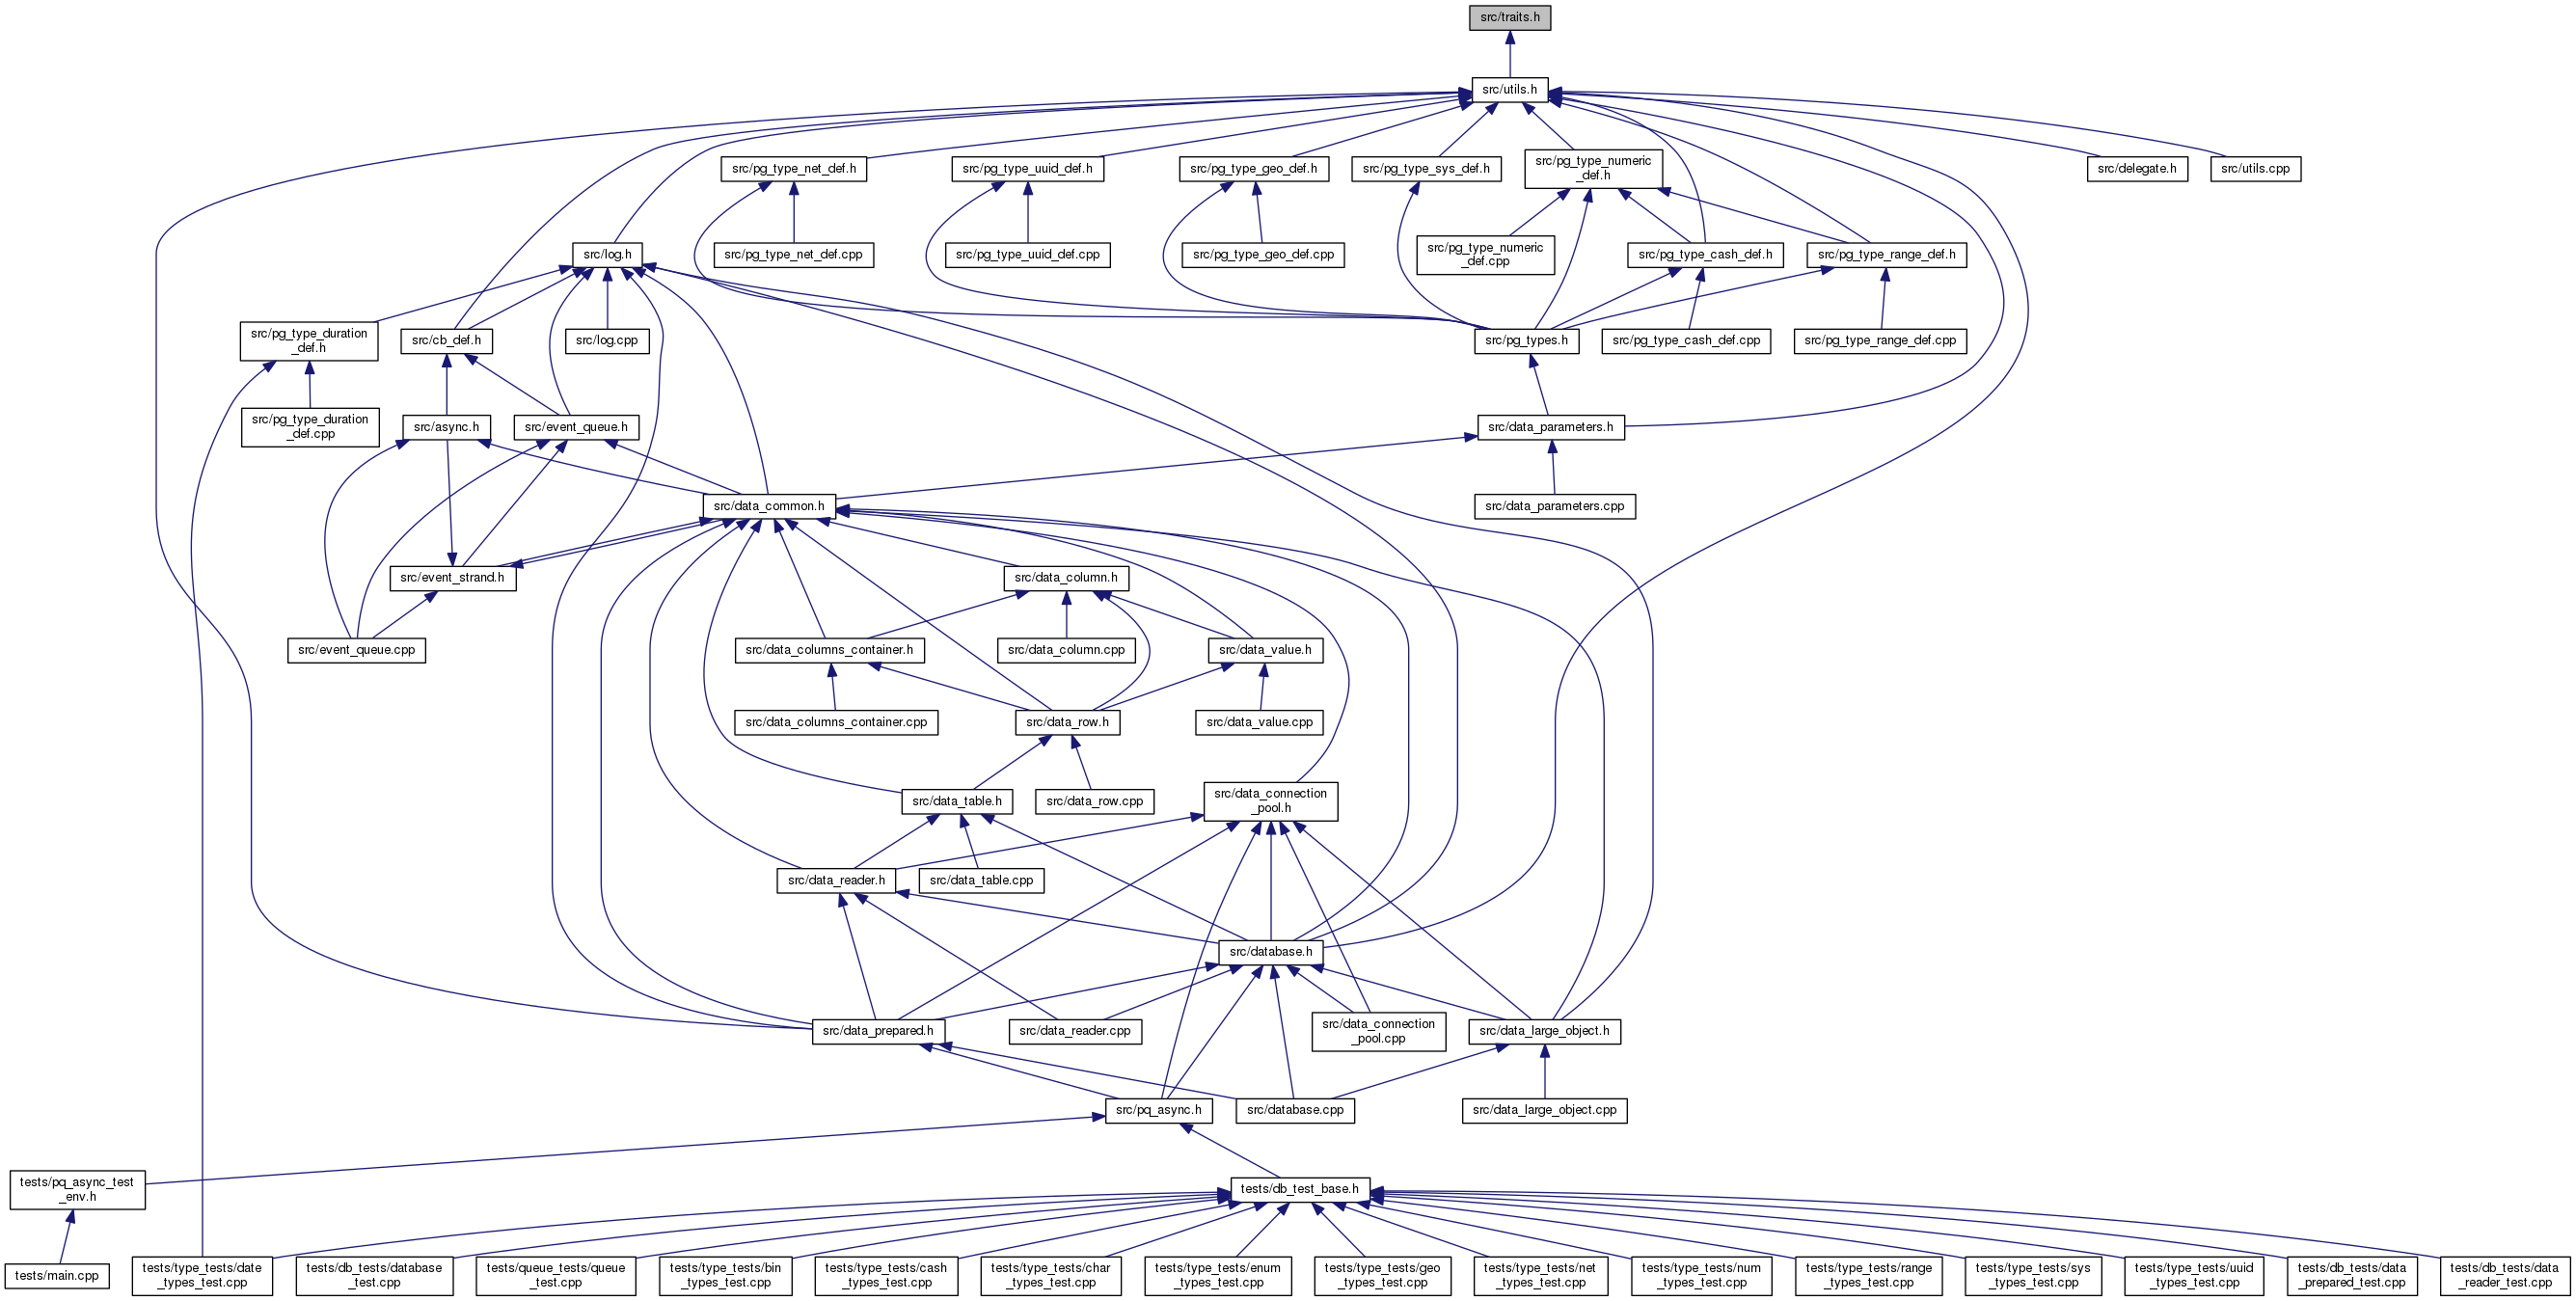 src/traits.h
src/utils.h
src/pg_type_net_def.h
src/pg_type_uuid_def.h
src/pg_type_geo_def.h
src/pg_type_sys_def.h
src/pg_type_numeric
_def.h
src/delegate.h
src/utils.cpp
src/log.h
src/pg_type_net_def.cpp
src/pg_type_uuid_def.cpp
src/pg_type_geo_def.cpp
src/pg_type_numeric
_def.cpp
src/pg_type_cash_def.h
src/pg_type_range_def.h
src/pg_type_duration
_def.h
src/cb_def.h
src/log.cpp
src/pg_types.h
src/pg_type_cash_def.cpp
src/pg_type_range_def.cpp
src/pg_type_duration
_def.cpp
src/async.h
src/event_queue.h
src/data_parameters.h
src/data_common.h
src/data_parameters.cpp
src/event_strand.h
src/data_column.h
src/event_queue.cpp
src/data_columns_container.h
src/data_column.cpp
src/data_value.h
src/data_columns_container.cpp
src/data_row.h
src/data_value.cpp
src/data_table.h
src/data_row.cpp
src/data_connection
_pool.h
src/data_reader.h
src/data_table.cpp
src/database.h
src/data_prepared.h
src/data_reader.cpp
src/data_connection
_pool.cpp
src/data_large_object.h
src/pq_async.h
src/database.cpp
src/data_large_object.cpp
tests/pq_async_test
_env.h
tests/db_test_base.h
tests/main.cpp
tests/type_tests/date
_types_test.cpp
tests/db_tests/database
_test.cpp
tests/queue_tests/queue
_test.cpp
tests/type_tests/bin
_types_test.cpp
tests/type_tests/cash
_types_test.cpp
tests/type_tests/char
_types_test.cpp
tests/type_tests/enum
_types_test.cpp
tests/type_tests/geo
_types_test.cpp
tests/type_tests/net
_types_test.cpp
tests/type_tests/num
_types_test.cpp
tests/type_tests/range
_types_test.cpp
tests/type_tests/sys
_types_test.cpp
tests/type_tests/uuid
_types_test.cpp
tests/db_tests/data
_prepared_test.cpp
tests/db_tests/data
_reader_test.cpp